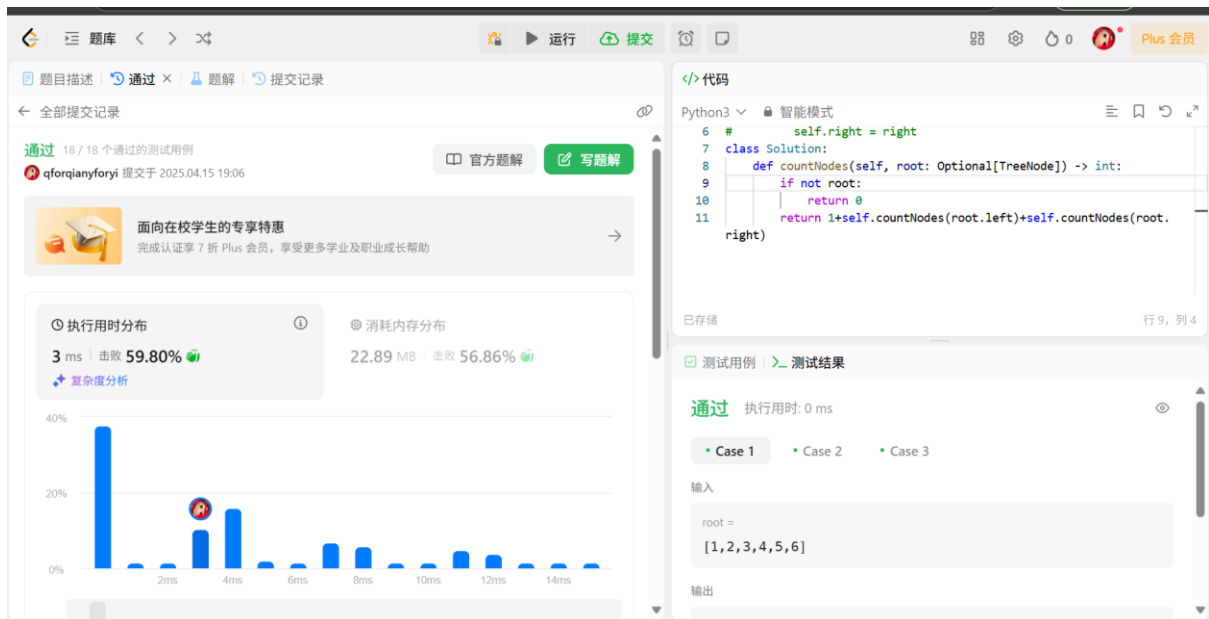 题库 运行 提交 0 Plus 会员
题目描述 通过 × 题解 提交记录
全部提交记录
通过 18 / 18 个通过的测试用例
官方题解 写题解
qforqianyforyi 提交于 2025.04.15 19:06
面向在校学生的专享特惠
完成认证享 7 折 Plus 会员，享受更多学业及职业成长帮助
执行用时分布
3 ms 击败 59.80%
复杂度分析
消耗内存分布
22.89 MB 击败 56.86%
40%
20%
0%
2ms 4ms 6ms 8ms 10ms 12ms 14ms
</> 代码
Python3 智能模式
6 # self.right = right
7 class Solution:
8 def countNodes(self, root: Optional[TreeNode]) -> int:
9 if not root:
10 return 0
11 return 1+self.countNodes(root.left)+self.countNodes(root.
right)
已存储 行 9，列 4
测试用例 >_ 测试结果
通过 执行用时: 0 ms
• Case 1 • Case 2 • Case 3
输入
root =
[1,2,3,4,5,6]
输出